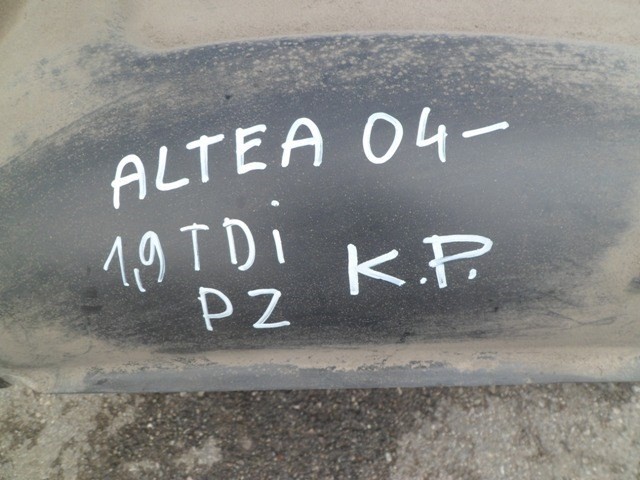 ALTEA 04-
1,9 TDi K.P.
PZ